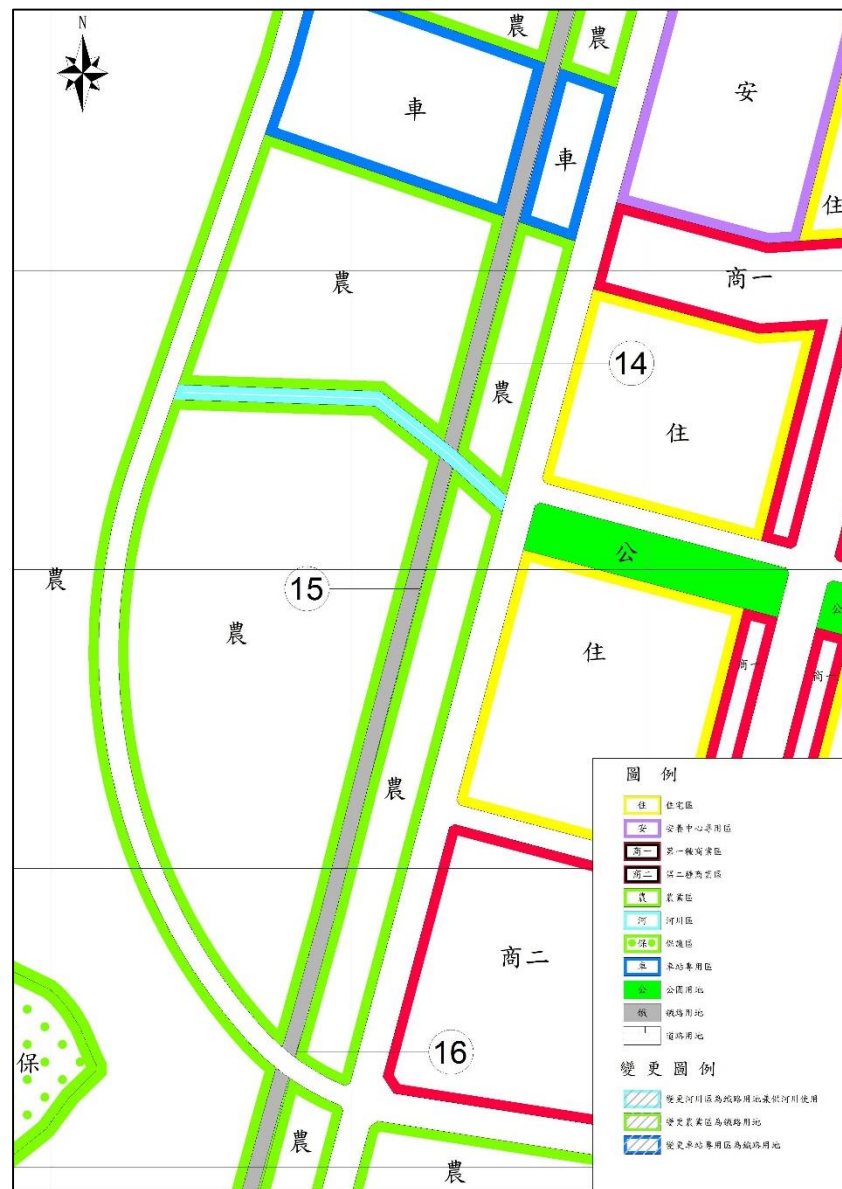 N
農
農
車
安
車
住
商一
農
14
農
住
公
農
15
公
農
住
商一
商一
農
商二
16
保
農
農
圖 例
住 住宅區
安 安養中心專用區
商一 第一種商業區
商二 第二種商業區
農 農業區
河 河川區
保 保護區
車 車站專用區
公 公園用地
鐵 鐵路用地
道路用地
變更圖例
變更河川區為鐵路用地兼供河川使用
變更農業區為鐵路用地
變更車站專用區為鐵路用地